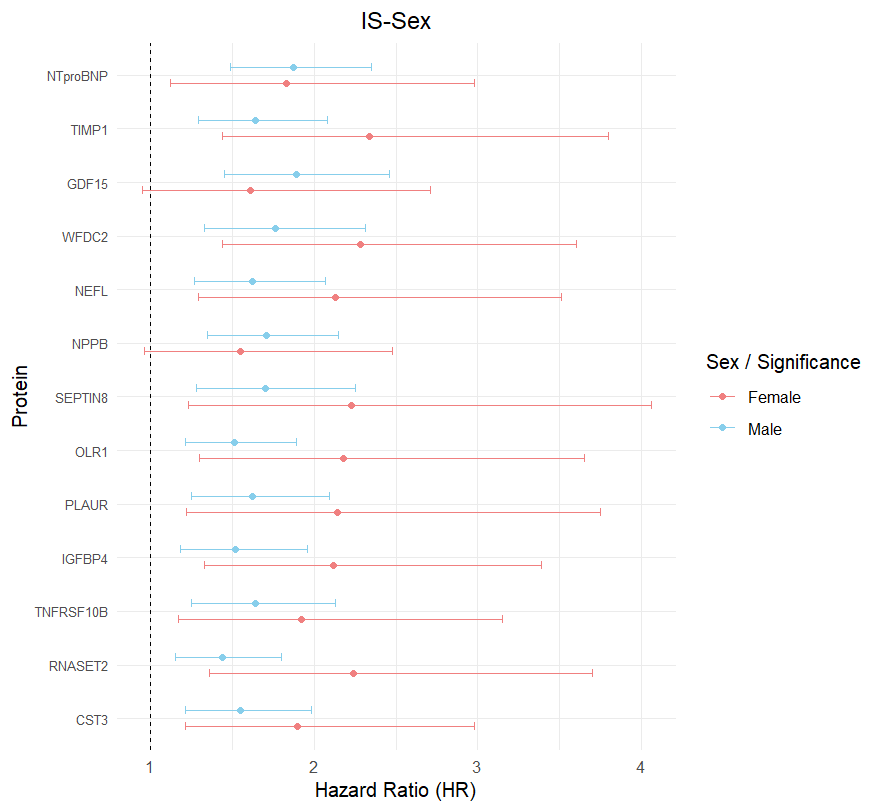 IS-Sex
Protein
NTproBNP
TIMP1
GDF15
WFDC2
NEFL
NPPB
SEPTIN8
OLR1
PLAUR
IGFBP4
TNFRSF10B
RNASET2
CST3
1 2 3 4
Hazard Ratio (HR)
Sex / Significance
Female
Male